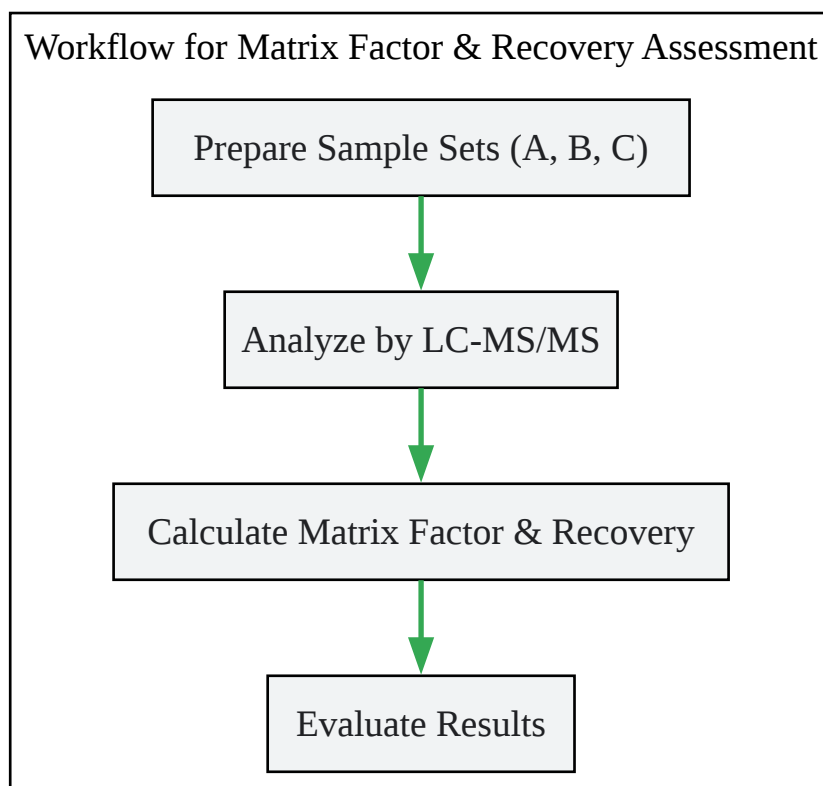 Workflow for Matrix Factor & Recovery Assessment
Prepare Sample Sets (A, B, C)
Analyze by LC-MS/MS
Calculate Matrix Factor & Recovery
Evaluate Results